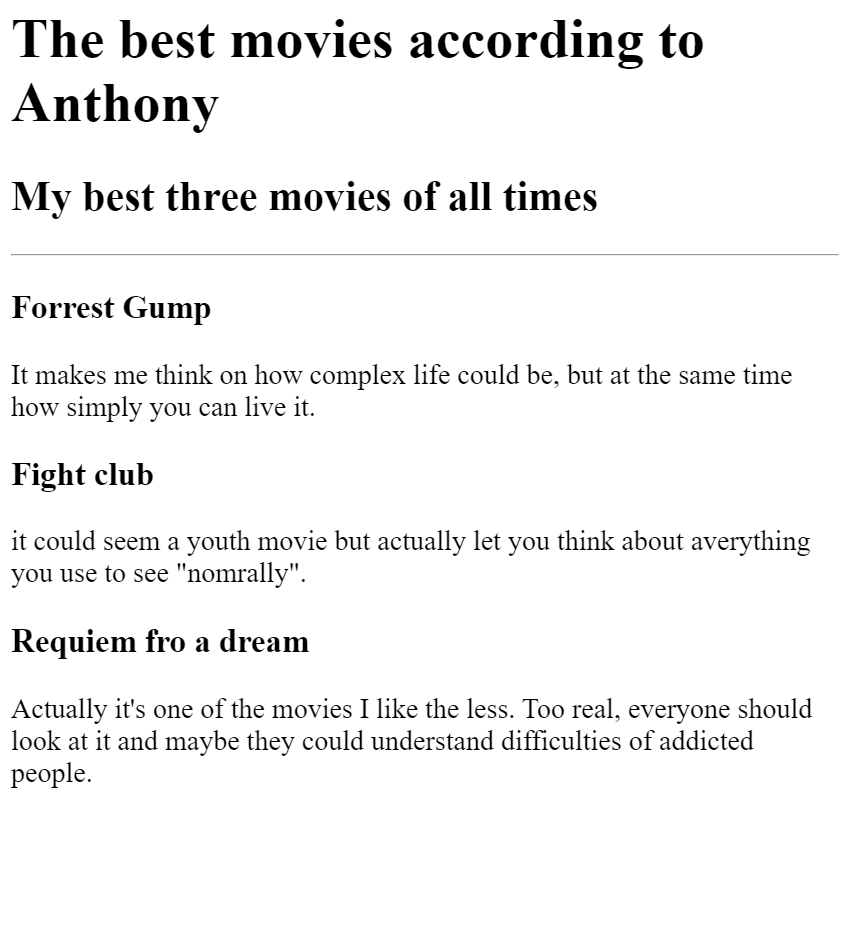 The best movies according to
Anthony
My best three movies of all times
Forrest Gump
It makes me think on how complex life could be, but at the same time
how simply you can live it.
Fight club
it could seem a youth movie but actually let you think about averything
you use to see "nomrally".
Requiem fro a dream
Actually it's one of the movies I like the less. Too real, everyone should
look at it and maybe they could understand difficulties of addicted
people.